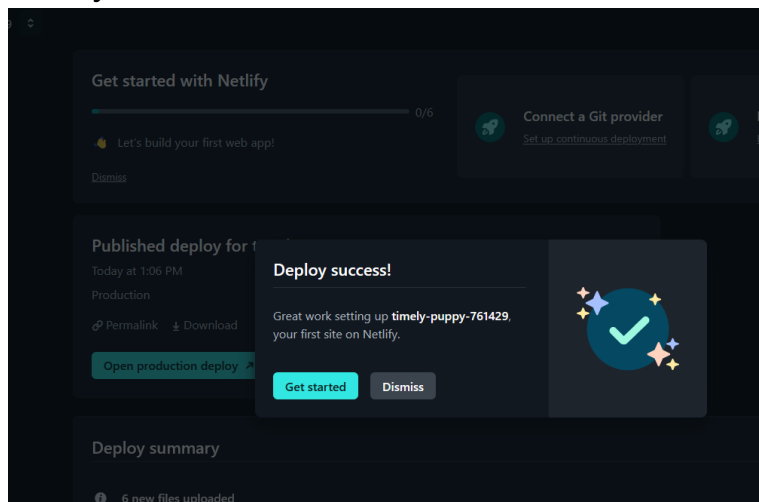 Get started with Netlify
0/6
Let's build your first web app!
Dismiss
Connect a Git provider
Set up continuous deployment
Published deploy for
Today at 1:06 PM
Production
Permalink Download
Open production deploy
Deploy success!
Great work setting up timely-puppy-761429,
your first site on Netlify.
Get started Dismiss
Deploy summary
6 new files uploaded